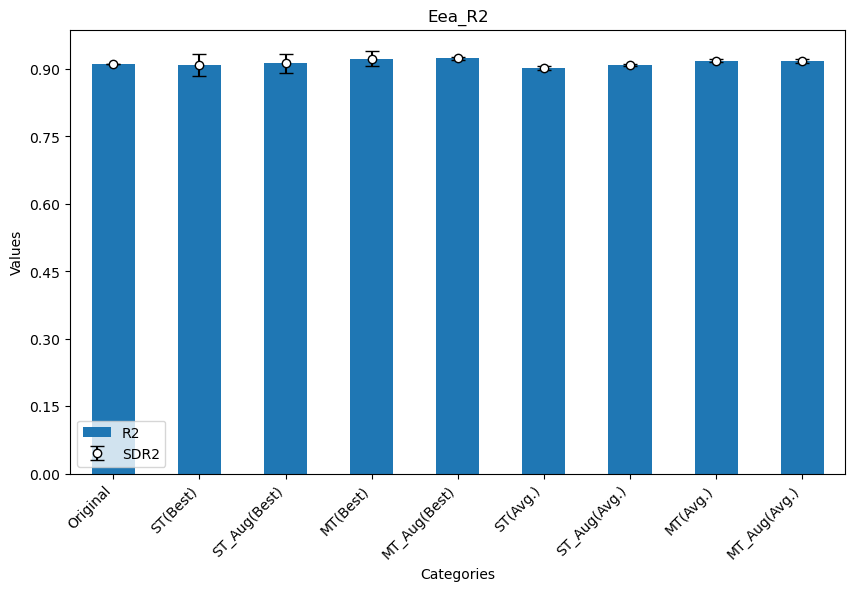 Eea_R2
Values
0.90
0.75
0.60
0.45
0.30
0.15
0.00
R2
SDR2
Original
ST(Best)
ST_Aug(Best)
MT(Best)
MT_Aug(Best)
ST(Avg.)
ST_Aug(Avg.)
MT(Avg.)
MT_Aug(Avg.)
Categories